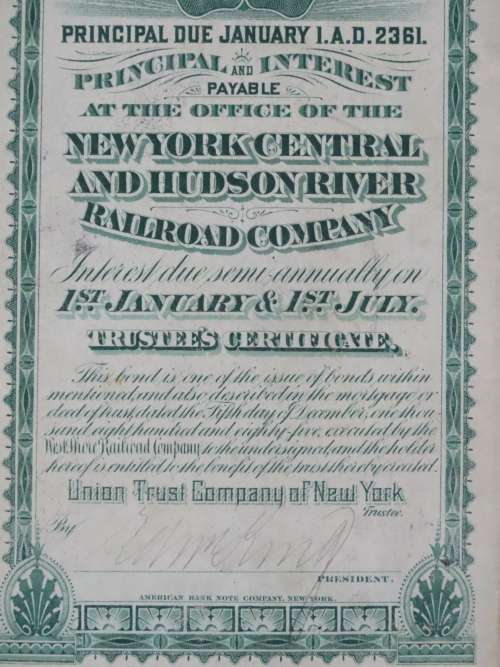 PRINCIPAL DUE JANUARY 1.A.D. 2361.
PRINCIPAL AND INTEREST
PAYABLE
AT THE OFFICE OF THE
NEW YORK CENTRAL
AND HUDSON RIVER
RAILROAD COMPANY
Interest due semi-annually on
1ST. JANUARY & 1ST. JULY.
TRUSTEE'S CERTIFICATE.
This bond is one of the issue of bonds within
mentioned, and also described in the mortgage or
deed of trust, dated the Fifth day of December, one thou
sand eight hundred and eighty-five, executed by the
West Shore Railroad Company to the undersigned, and the holder
hereof is entitled to the benefit of the trust thereby created.
Union Trust Company of New York
Trustee.
By
PRESIDENT.
AMERICAN BANK NOTE COMPANY, NEW YORK.